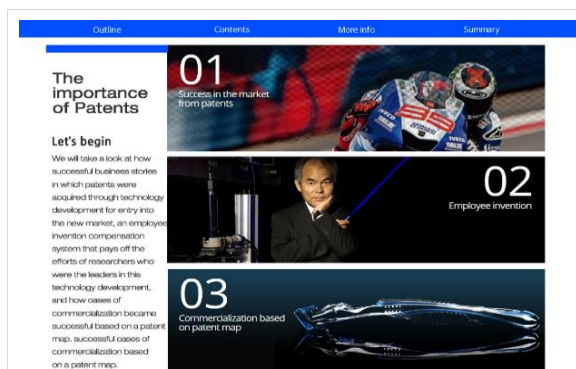 Outline
Contents
More info
Summary
The
importance
of Patents
Let's begin
We will take a look at how
successful business stories
in which patents were
acquired through technology
development for entry into
the new market, an employee
invention compensation
system that pays off the
efforts of researchers who
were the leaders in this
technology development,
and how cases of
commercialization became
successful based on a patent
map. successful cases of
commercialization based
on a patent map.
01
Success in the market
from patents
IVECO
YAMAHA
99
02
Employee invention
03
Commercialization based
on patent map